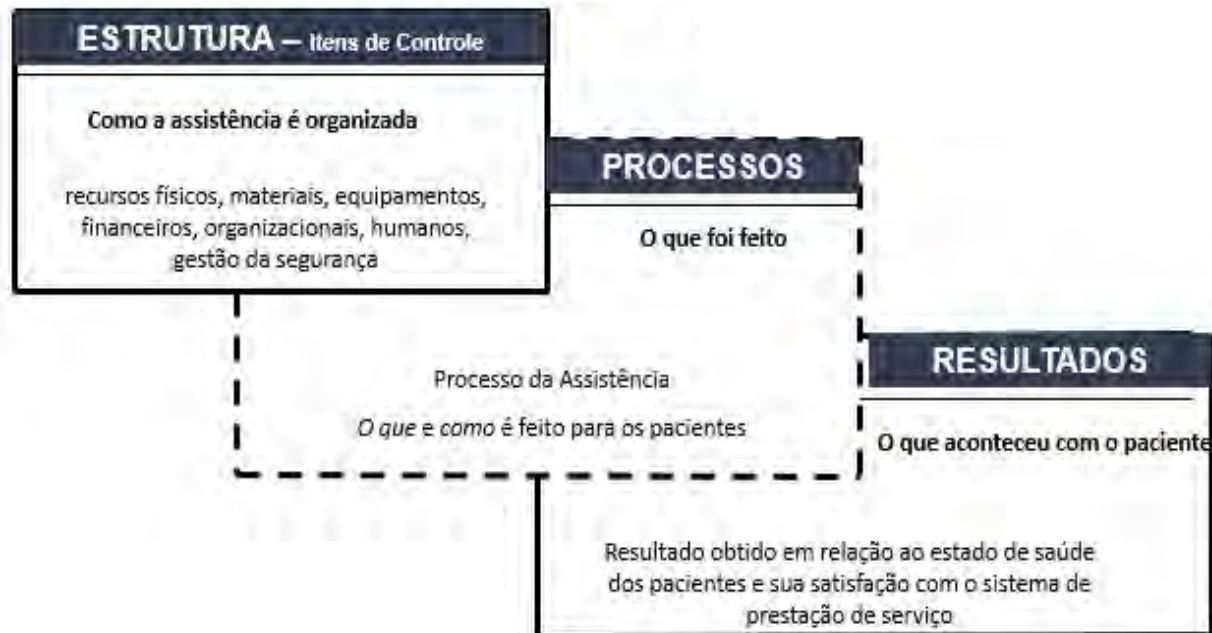 ESTRUTURA – Itens de Controle
Como a assistência é organizada
recursos físicos, materiais, equipamentos,
financeiros, organizacionais, humanos,
gestão da segurança
PROCESSOS
O que foi feito
Processo da Assistência
O que e como é feito para os pacientes
RESULTADOS
O que aconteceu com o paciente
Resultado obtido em relação ao estado de saúde
dos pacientes e sua satisfação com o sistema de
prestação de serviço